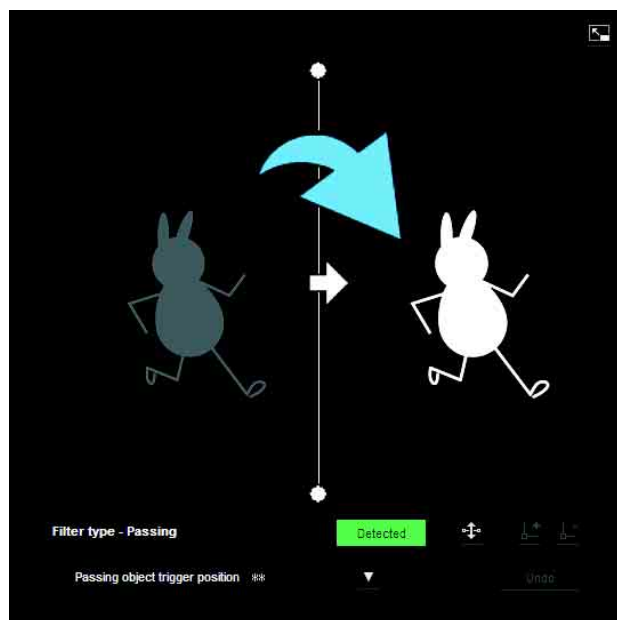 Filter type - Passing Detected
Passing object trigger position ** Undo